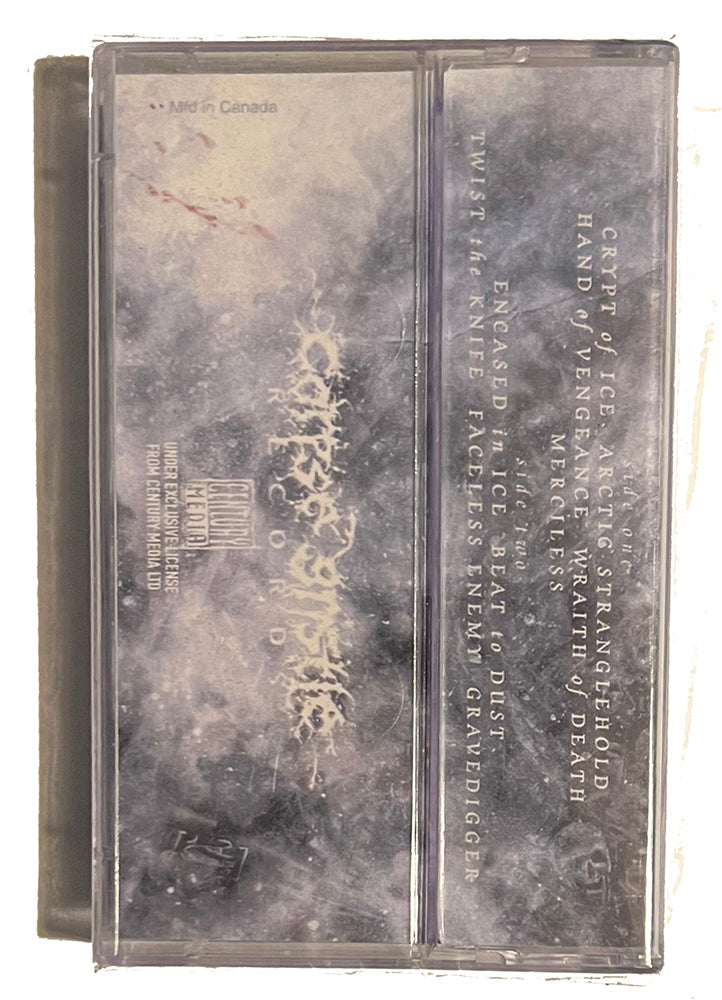 side one
CRYPT of ICE. ARCTIC STRANGLEHOLD
HAND of VENGEANCE. WRAITH of DEATH
MERCILESS
side two
ENCASED in ICE. BEAT to DUST.
TWIST the KNIFE. FACELESS ENEMY. GRAVEDIGGER
corpse gristle
RECORDS
CENTURY
MEDIA
UNDER EXCLUSIVE LICENSE
FROM CENTURY MEDIA LTD
Mfd in Canada